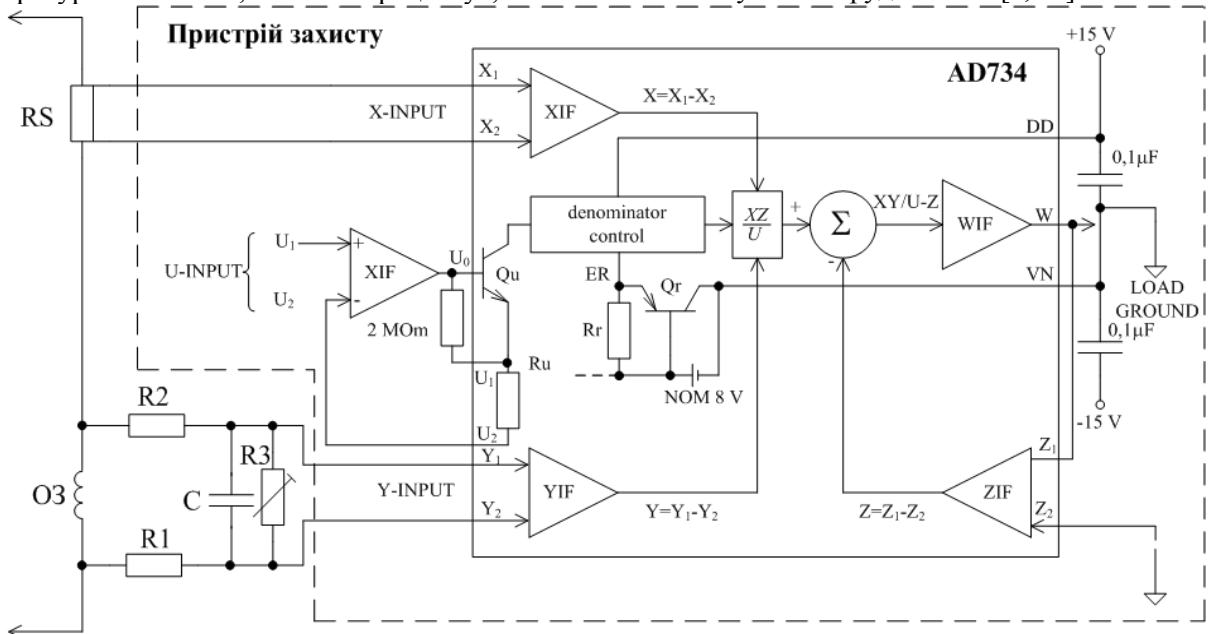 Пристрій захисту
+15 V
AD734
RS
X₁
X-INPUT
X₂
XIF
X=X₁-X₂
DD
0,1μF
denominator
control
XZ
U
+
Σ
-
XY/U-Z
WIF
W
U-INPUT
U₁
U₂
+
-
XIF
U₀
Qu
2 MOm
ER
Qr
Rr
VN
LOAD
GROUND
0,1μF
Ru
U₁
U₂
NOM 8 V
-15 V
R2
R3
C
ОЗ
R1
Y₁
Y-INPUT
Y₂
YIF
Y=Y₁-Y₂
Z=Z₁-Z₂
ZIF
Z₁
Z₂